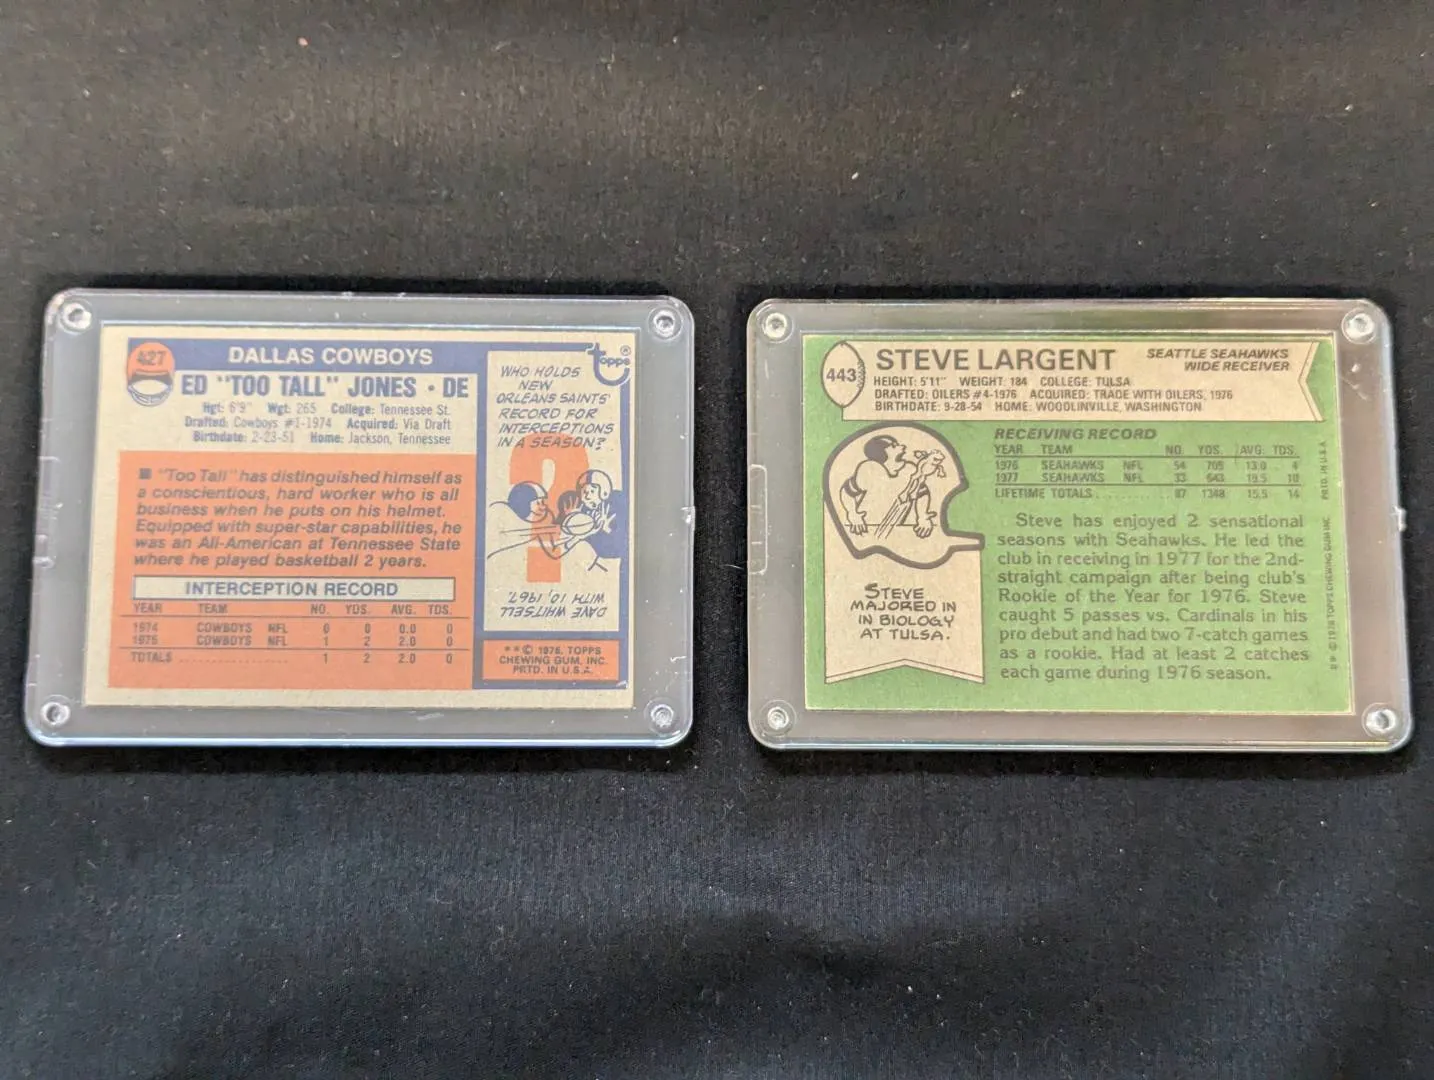 427
DALLAS COWBOYS
ED "TOO TALL" JONES • DE
Hgt: 6'9" Wgt: 265 College: Tennessee St.
Drafted: Cowboys #1-1974 Acquired: Via Draft
Birthdate: 2-23-51 Home: Jackson, Tennessee
■ "Too Tall" has distinguished himself as
a conscientious, hard worker who is all
business when he puts on his helmet.
Equipped with super-star capabilities, he
was an All-American at Tennessee State
where he played basketball 2 years.
INTERCEPTION RECORD
YEAR TEAM NO. YDS. AVG. TDS.
1974 COWBOYS NFL 0 0 0.0 0
1975 COWBOYS NFL 1 2 2.0 0
TOTALS 1 2 2.0 0
topps®
WHO HOLDS
NEW
ORLEANS SAINTS'
RECORD FOR
INTERCEPTIONS
IN A SEASON?
?
DAVE WHITSELL
WITH 10, 1967.
**© 1976, TOPPS
CHEWING GUM, INC.
PRTD. IN U.S.A.
443
STEVE LARGENT
SEATTLE SEAHAWKS
WIDE RECEIVER
HEIGHT: 5'11" WEIGHT: 184 COLLEGE: TULSA
DRAFTED: OILERS #4-1976 ACQUIRED: TRADE WITH OILERS, 1976
BIRTHDATE: 9-28-54 HOME: WOODLINVILLE, WASHINGTON
RECEIVING RECORD
YEAR TEAM NO. YDS. AVG. TDS.
1976 SEAHAWKS NFL 54 705 13.0 4
1977 SEAHAWKS NFL 33 643 19.5 10
LIFETIME TOTALS 87 1348 15.5 14
Steve has enjoyed 2 sensational
seasons with Seahawks. He led the
club in receiving in 1977 for the 2nd-
straight campaign after being club's
Rookie of the Year for 1976. Steve
caught 5 passes vs. Cardinals in his
pro debut and had two 7-catch games
as a rookie. Had at least 2 catches
each game during 1976 season.
STEVE
MAJORED IN
IN BIOLOGY
AT TULSA.
** © 1978 TOPPS CHEWING GUM INC. PRTD. IN U.S.A.